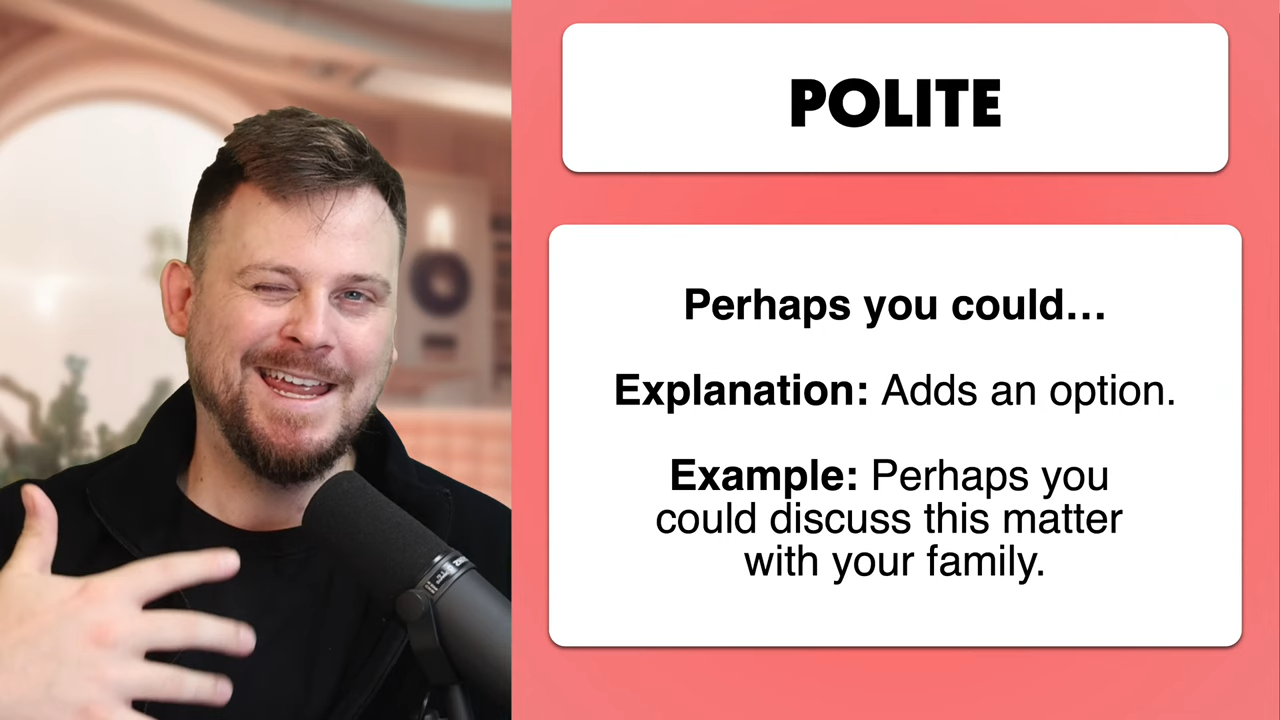 POLITE
Perhaps you could...
Explanation: Adds an option.
Example: Perhaps you
could discuss this matter
with your family.